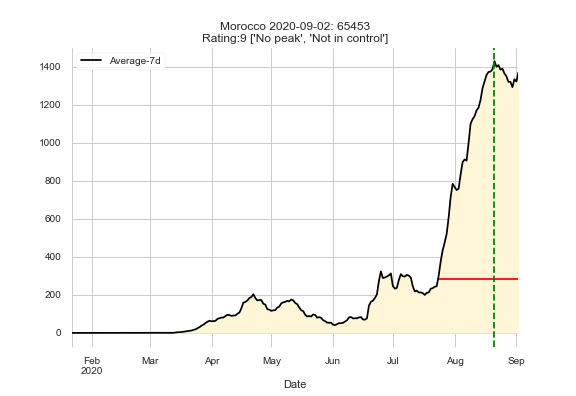 Morocco 2020-09-02: 65453
Rating:9 ['No peak', 'Not in control']
Average-7d
1400
1200
1000
800
600
400
200
0
Feb Mar Apr May Jun Jul Aug Sep
2020
Date